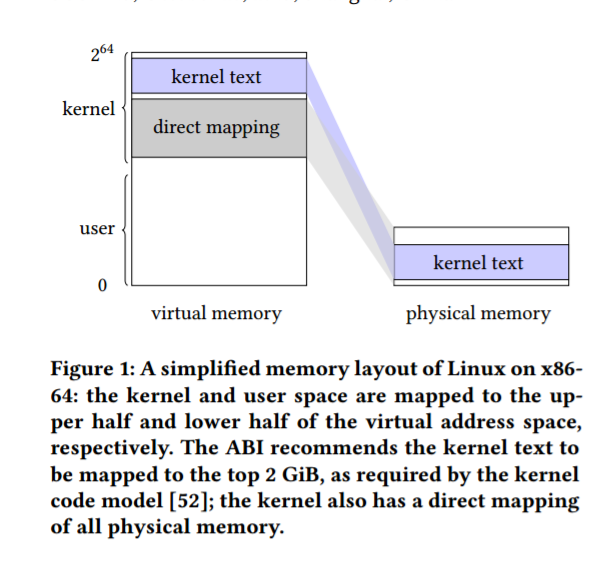 2^64
kernel text
kernel
direct mapping
user
kernel text
0
virtual memory
physical memory
Figure 1: A simplified memory layout of Linux on x86-
64: the kernel and user space are mapped to the up-
per half and lower half of the virtual address space,
respectively. The ABI recommends the kernel text to
be mapped to the top 2 GiB, as required by the kernel
code model [52]; the kernel also has a direct mapping
of all physical memory.